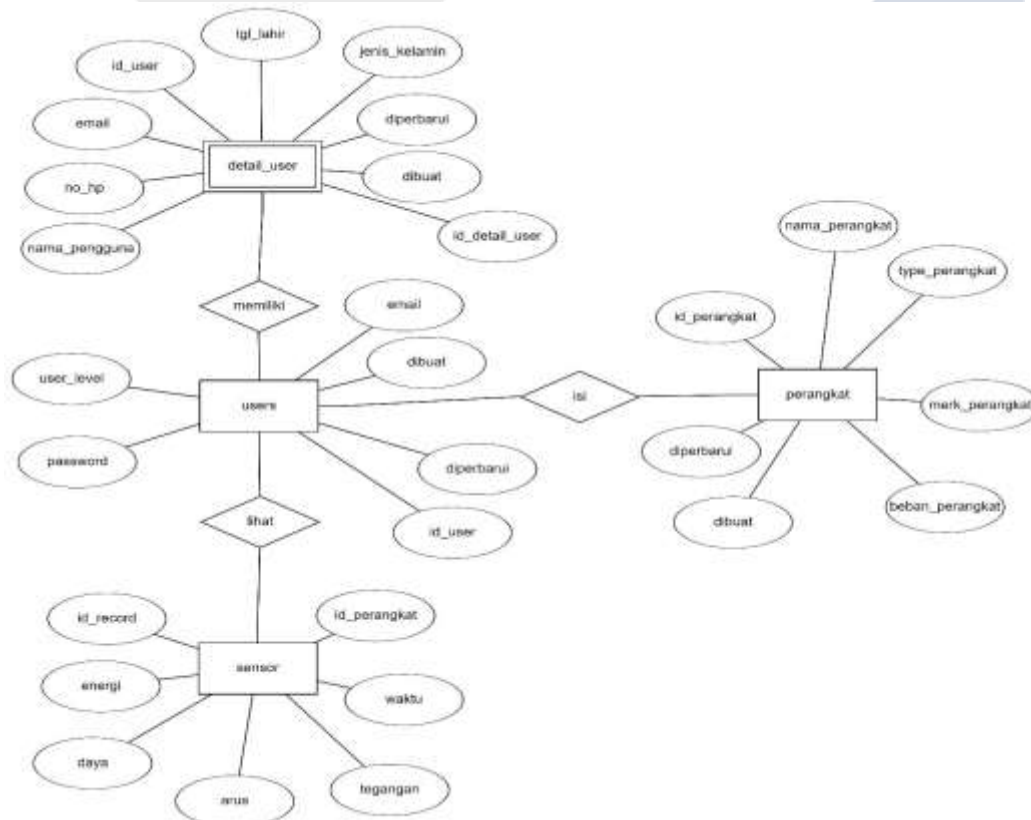 tgl_lahir
id_user
jenis_kelamin
email
diperbarui
detail_user
no_hp
dibuat
nama_pengguna
id_detail_user
nama_perangkat
type_perangkat
memiliki
email
id_perangkat
user_level
dibuat
users
isi
perangkat
merk_perangkat
password
diperbarui
diperbarui
beban_perangkat
lihat
id_user
dibuat
id_record
id_perangkat
sensor
energi
waktu
daya
tegangan
arus